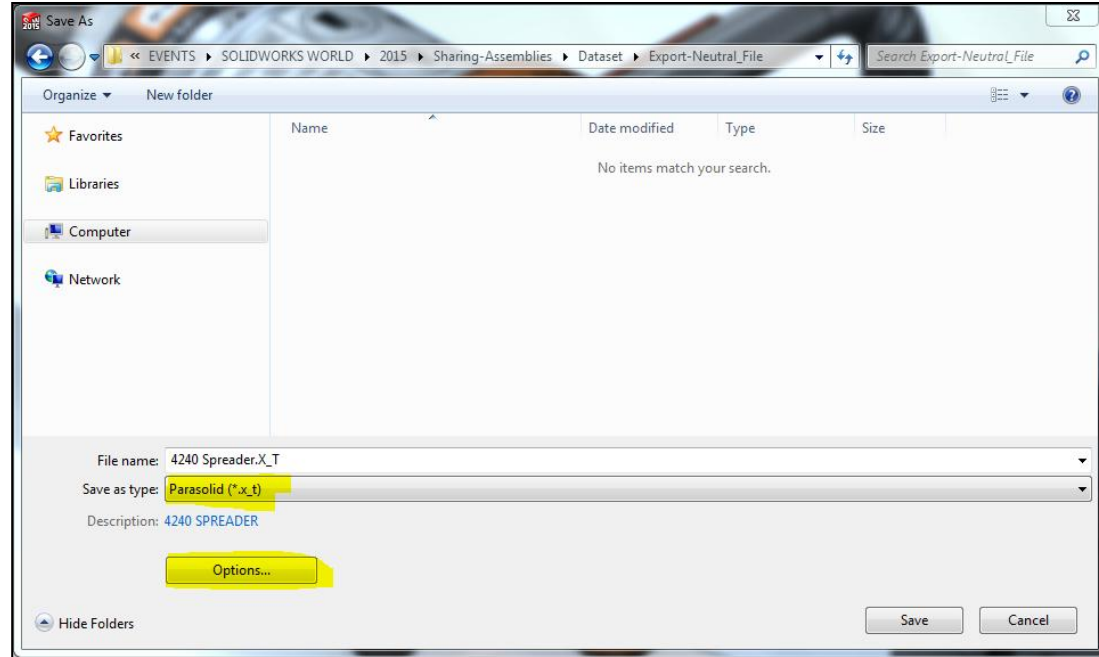 2015 Save As
« EVENTS SOLIDWORKS WORLD 2015 Sharing-Assemblies Dataset Export-Neutral_File Search Export-Neutral_File
Organize New folder
Name Date modified Type Size
Favorites
No items match your search.
Libraries
Computer
Network
File name: 4240 Spreader.X_T
Save as type: Parasolid (*.x_t)
Description: 4240 SPREADER
Options...
Hide Folders Save Cancel